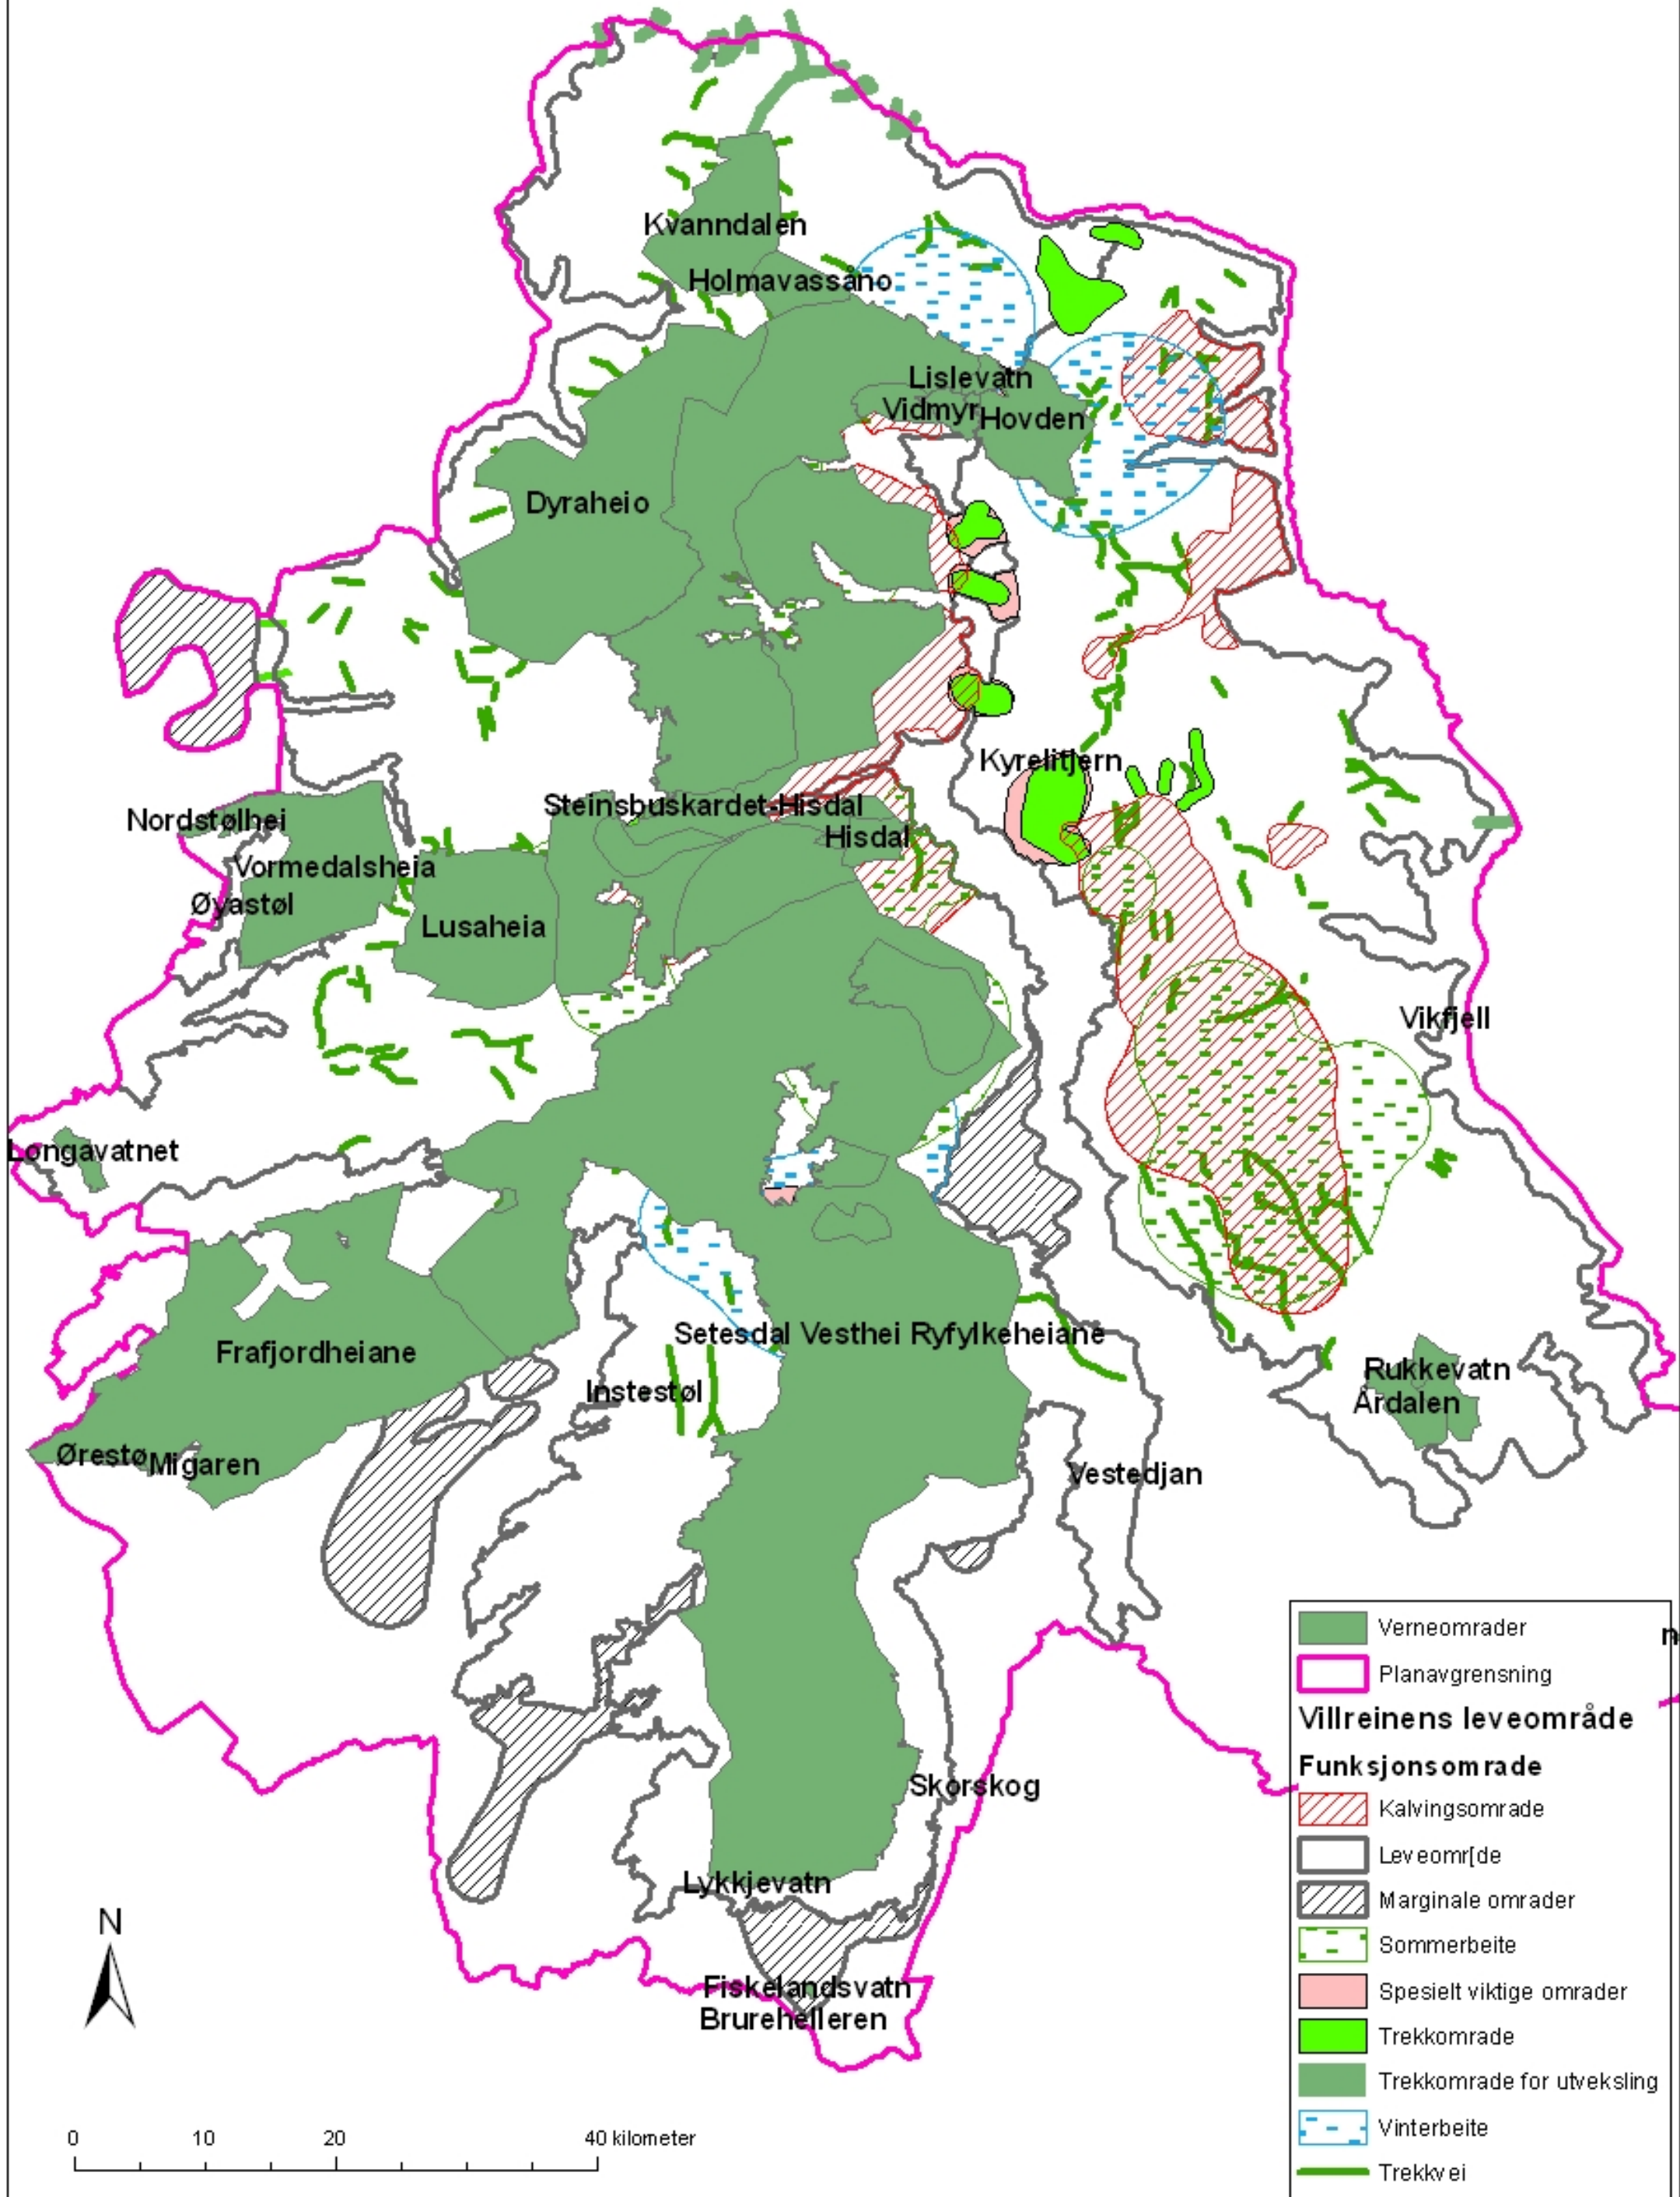 Kvanndalen
Holmavassåno
Lislevatn
Vidmyr
Hovden
Dyraheio
Kyrelitjern
Steinsbuskardet-Hisdal
Nordstølhei
Hisdal
Vormedalsheia
Øyastøl
Lusaheia
Vikfjell
Longavatnet
Setesdal Vesthei Ryfylkeheiane
Frafjordheiane
Rukkevatn
Instestøl
Årdalen
Ørestø
Migaren
Vestedjan
Skorskog
Lykkjevatn
Fiskelandsvatn
Brurehelleren
N
0 10 20 40 kilometer
Verneomrader
n
Planavgrensning
Villreinens leveområde
Funksjonsomrade
Kalvingsomrade
Leveomr[de
Marginale omrader
Sommerbeite
Spesielt viktige omrader
Trekkomrade
Trekkomrade for utveksling
Vinterbeite
Trekkvei